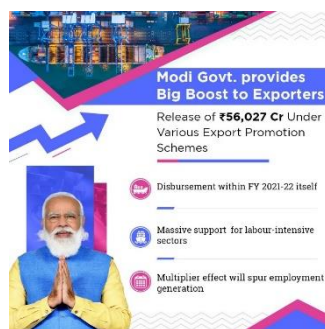 Modi Govt. provides
Big Boost to Exporters
Release of ₹56,027 Cr Under
Various Export Promotion
Schemes
Disbursement within FY 2021-22 itself
Massive support for labour-intensive
sectors
Multiplier effect will spur employment
generation